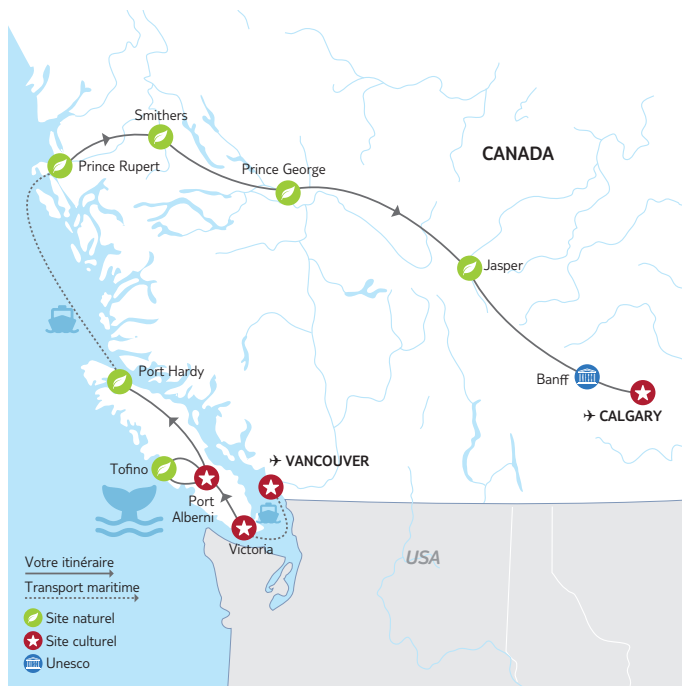 Smithers
Prince Rupert
Prince George
CANADA
Jasper
Banff
CALGARY
Port Hardy
VANCOUVER
Tofino
Port
Alberni
Victoria
USA
Votre itinéraire
Transport maritime
Site naturel
Site culturel
Unesco